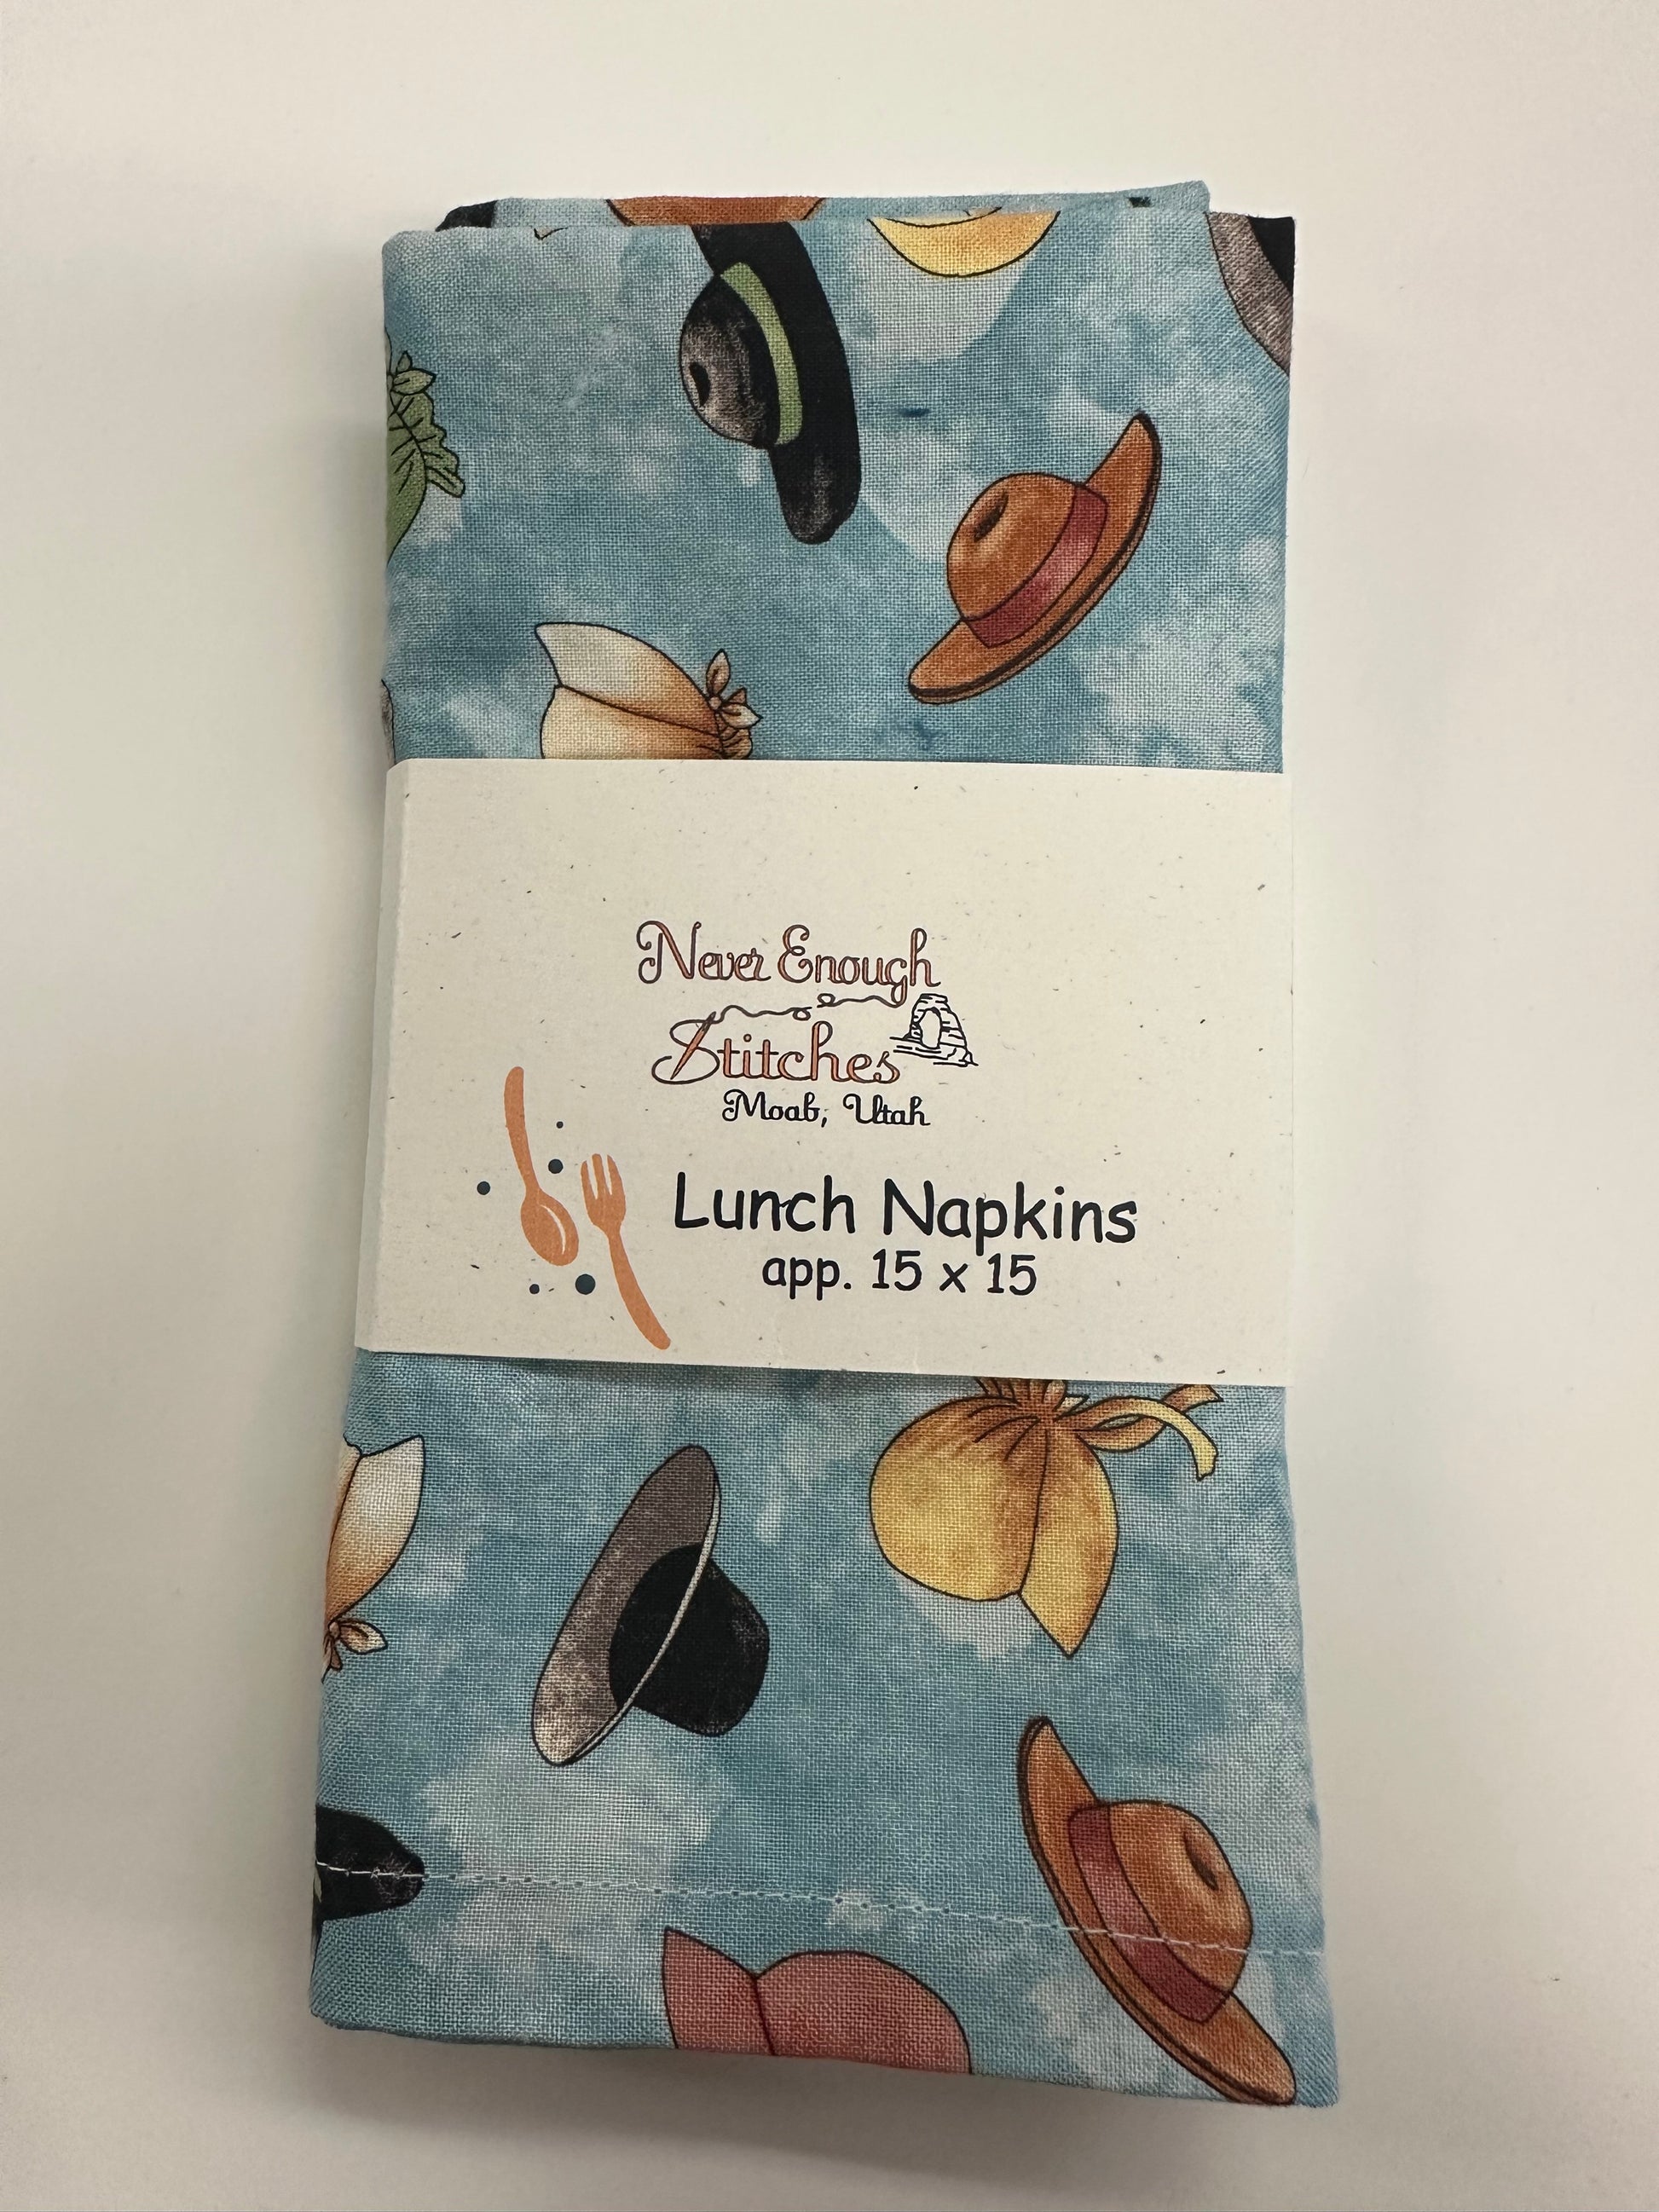 Never Enough
Stitches
Moab, Utah
Lunch Napkins
app. 15 x 15